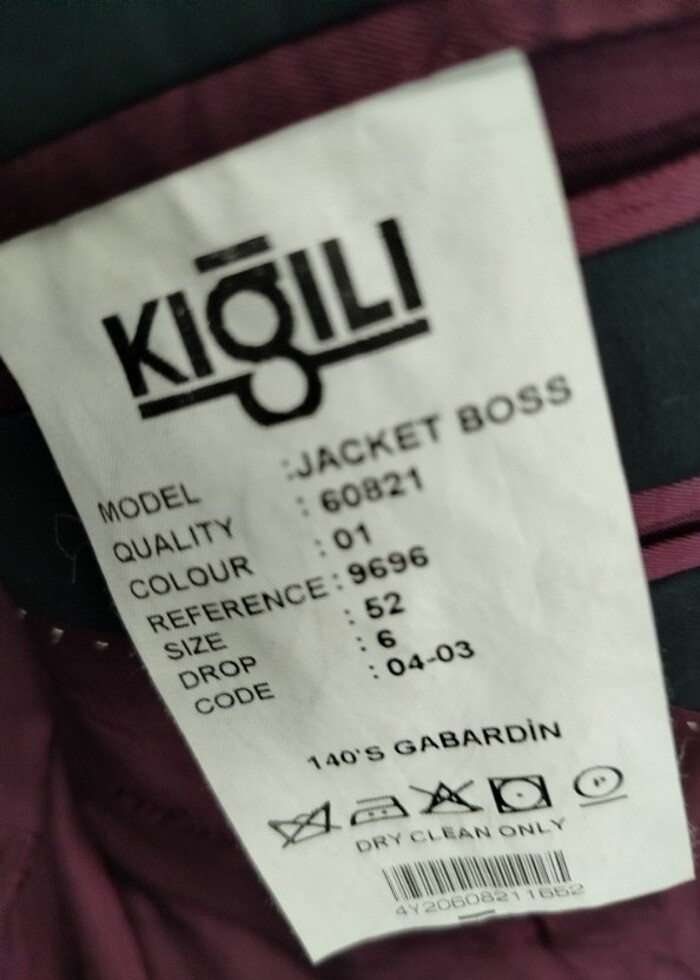 KIĞILI
MODEL :JACKET BOSS
QUALITY : 60821
COLOUR : 01
REFERENCE : 9696
SIZE : 52
DROP : 6
CODE : 04-03
140'S GABARDİN
P
DRY CLEAN ONLY
4Y20608211652